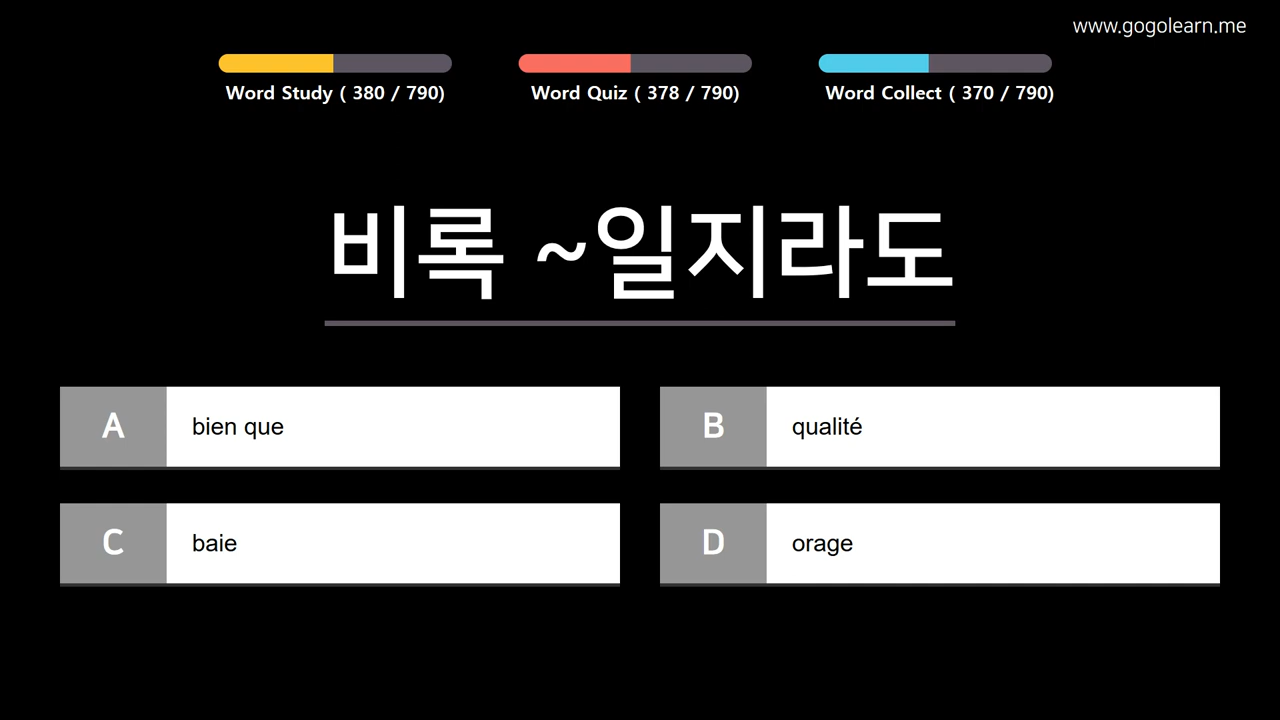 www.gogolearn.me
Word Study ( 380 / 790)
Word Quiz ( 378 / 790)
Word Collect ( 370 / 790)
비록 ~일지라도
A bien que
B qualité
C baie
D orage